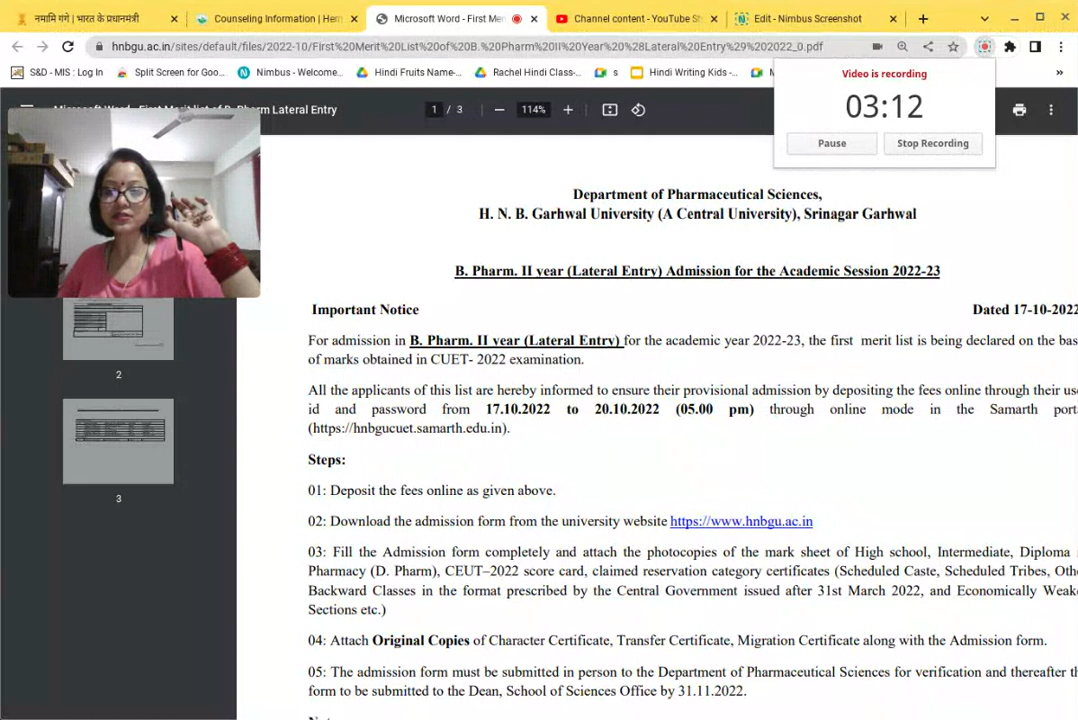 नमामि गंगे | भारत के प्रधानमंत्री
Counseling Information | Hem
Microsoft Word - First Mer
Channel content - YouTube St
Edit - Nimbus Screenshot
hnbgu.ac.in/sites/default/files/2022-10/First%20Merit%20List%20of%20B.%20Pharm%20II%20Year%20%28Lateral%20Entry%29%202022_0.pdf
S&D - MIS : Log In
Split Screen for Goo...
Nimbus - Welcome...
Hindi Fruits Name-...
Rachel Hindi Class-...
s
Hindi Writing Kids -...
M
»
Video is recording
03:12
Pause
Stop Recording
Microsoft Word - First Merit list of B. Pharm Lateral Entry
1 / 3
114%
2
3
Department of Pharmaceutical Sciences,
H. N. B. Garhwal University (A Central University), Srinagar Garhwal
B. Pharm. II year (Lateral Entry) Admission for the Academic Session 2022-23
Important Notice
Dated 17-10-2022
For admission in B. Pharm. II year (Lateral Entry) for the academic year 2022-23, the first merit list is being declared on the bas
of marks obtained in CUET- 2022 examination.
All the applicants of this list are hereby informed to ensure their provisional admission by depositing the fees online through their use
id and password from 17.10.2022 to 20.10.2022 (05.00 pm) through online mode in the Samarth porta
(https://hnbgucuet.samarth.edu.in).
Steps:
01: Deposit the fees online as given above.
02: Download the admission form from the university website https://www.hnbgu.ac.in
03: Fill the Admission form completely and attach the photocopies of the mark sheet of High school, Intermediate, Diploma
Pharmacy (D. Pharm), CEUT–2022 score card, claimed reservation category certificates (Scheduled Caste, Scheduled Tribes, Othe
Backward Classes in the format prescribed by the Central Government issued after 31st March 2022, and Economically Weake
Sections etc.)
04: Attach Original Copies of Character Certificate, Transfer Certificate, Migration Certificate along with the Admission form.
05: The admission form must be submitted in person to the Department of Pharmaceutical Sciences for verification and thereafter th
form to be submitted to the Dean, School of Sciences Office by 31.11.2022.